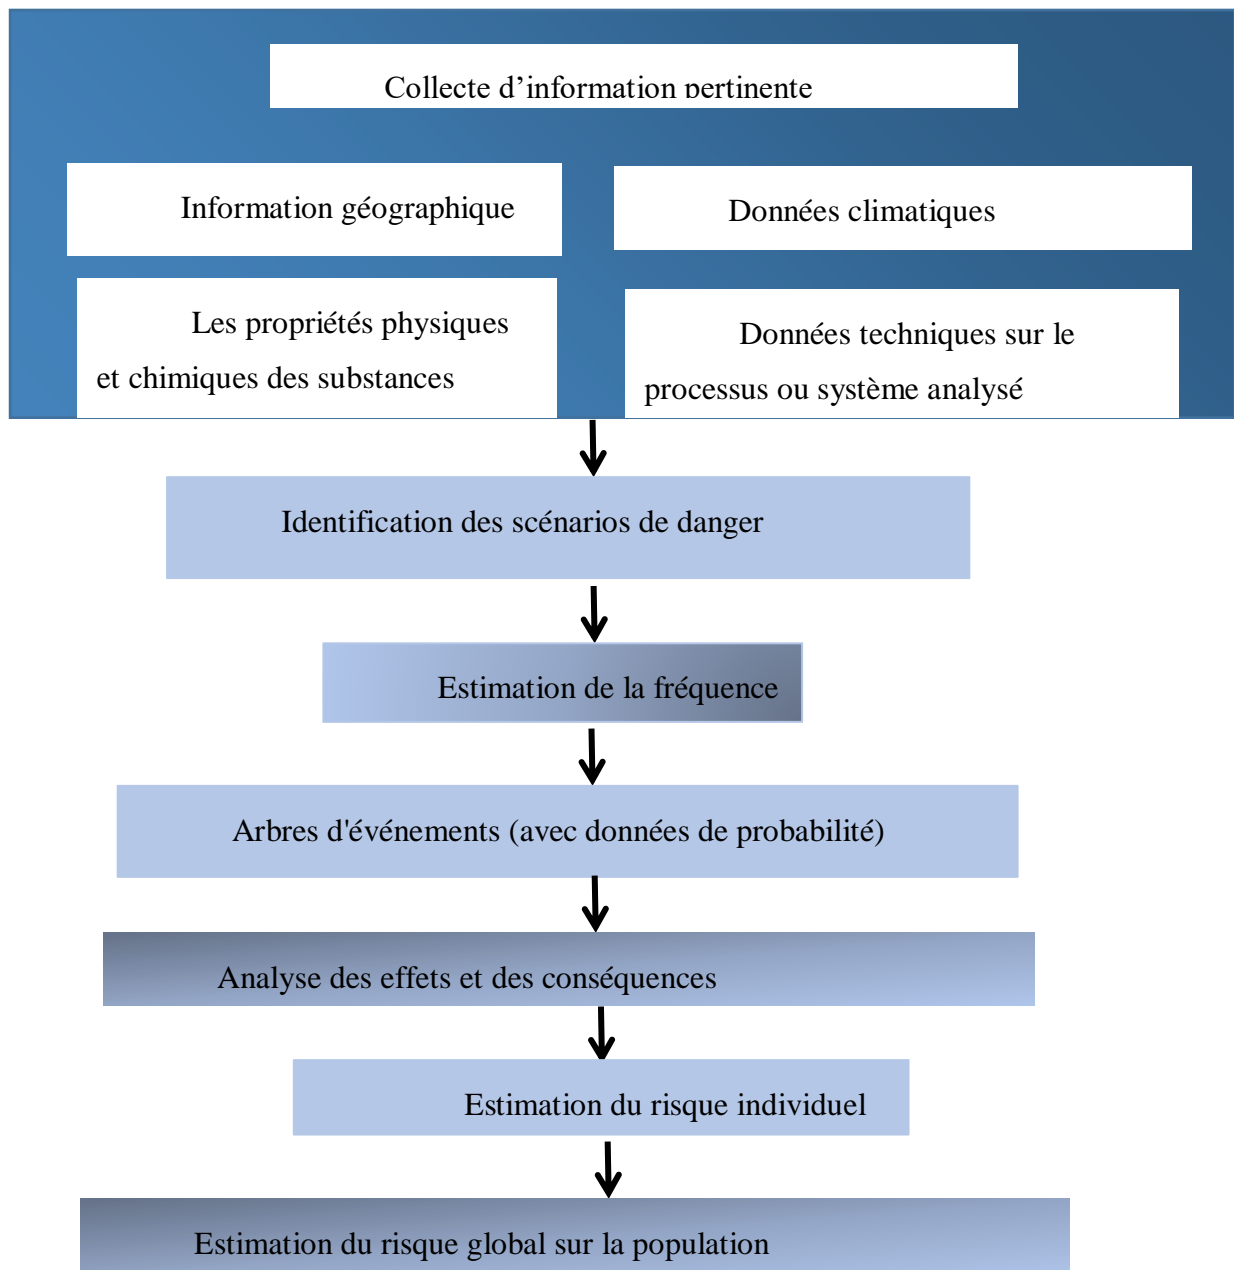 Collecte d’information pertinente
Information géographique
Données climatiques
Les propriétés physiques
et chimiques des substances
Données techniques sur le
processus ou système analysé
Identification des scénarios de danger
Estimation de la fréquence
Arbres d'événements (avec données de probabilité)
Analyse des effets et des conséquences
Estimation du risque individuel
Estimation du risque global sur la population